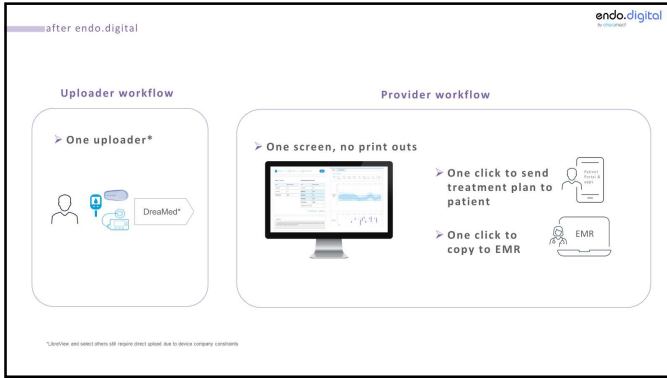 after endo.digital
endo.digital
Uploader workflow
Provider workflow
➢ One uploader*
DreaMed*
➢ One screen, no print outs
➢ One click to send
treatment plan to
patient
Patient
Portal &
app!
➢ One click to
copy to EMR
EMR
*LibreView and select others still require direct upload due to device company constraints